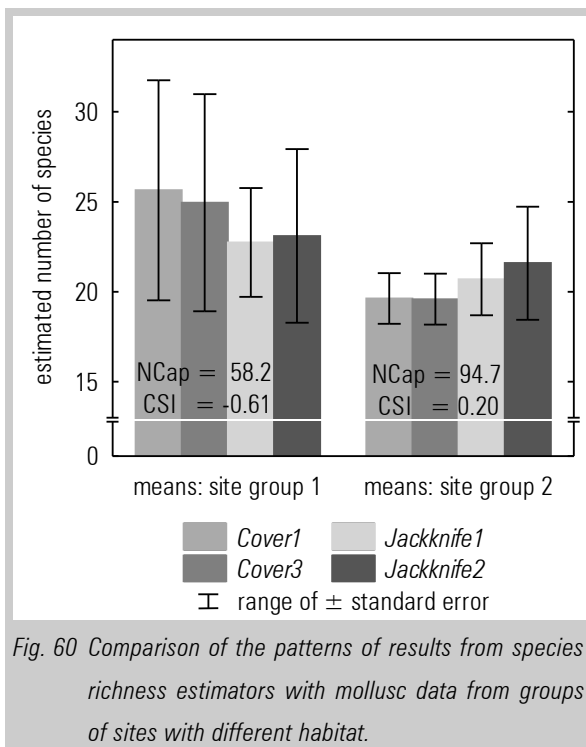 estimated number of species
30
25
20
15
0
NCap = 58.2
CSI = -0.61
NCap = 94.7
CSI = 0.20
means: site group 1
means: site group 2
Cover1
Jackknife1
Cover3
Jackknife2
range of ± standard error
Fig. 60 Comparison of the patterns of results from species
richness estimators with mollusc data from groups
of sites with different habitat.